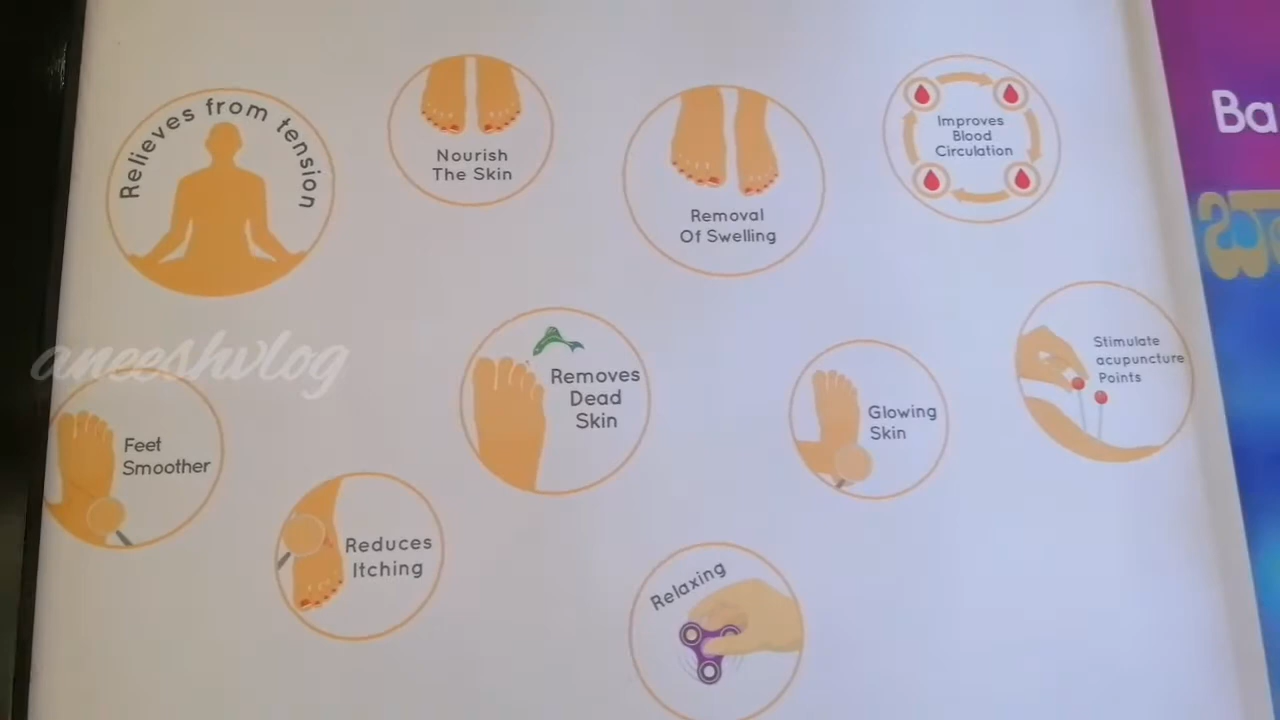 Relieves from tension
Nourish
The Skin
Removal
Of Swelling
Improves
Blood
Circulation
Ba
aneeshvlog
Removes
Dead
Skin
Glowing
Skin
Stimulate
acupuncture
Points
Feet
Smoother
Reduces
Itching
Relaxing